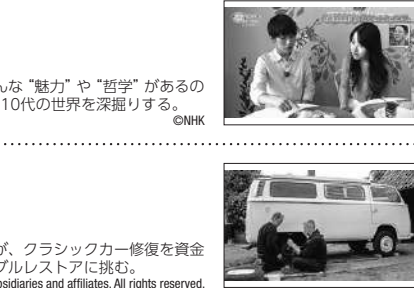 んな“魅力”や“哲学”があるの
10代の世界を深掘りする。
©NHK
が、クラシックカー修復を資金
ブルレストアに挑む。
sidiaries and affiliates. All rights reserved.